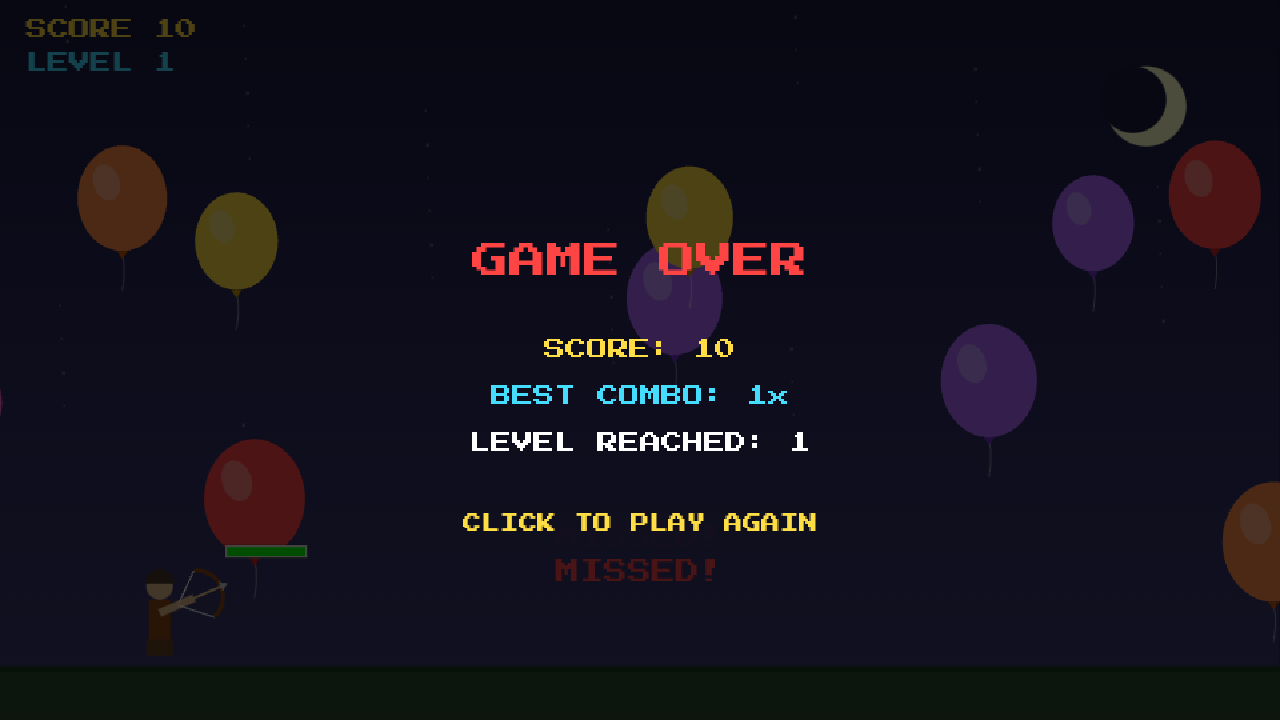 SCORE 10
LEVEL 1
GAME OVER
SCORE: 10
BEST COMBO: 1x
LEVEL REACHED: 1
CLICK TO PLAY AGAIN
MISSED!